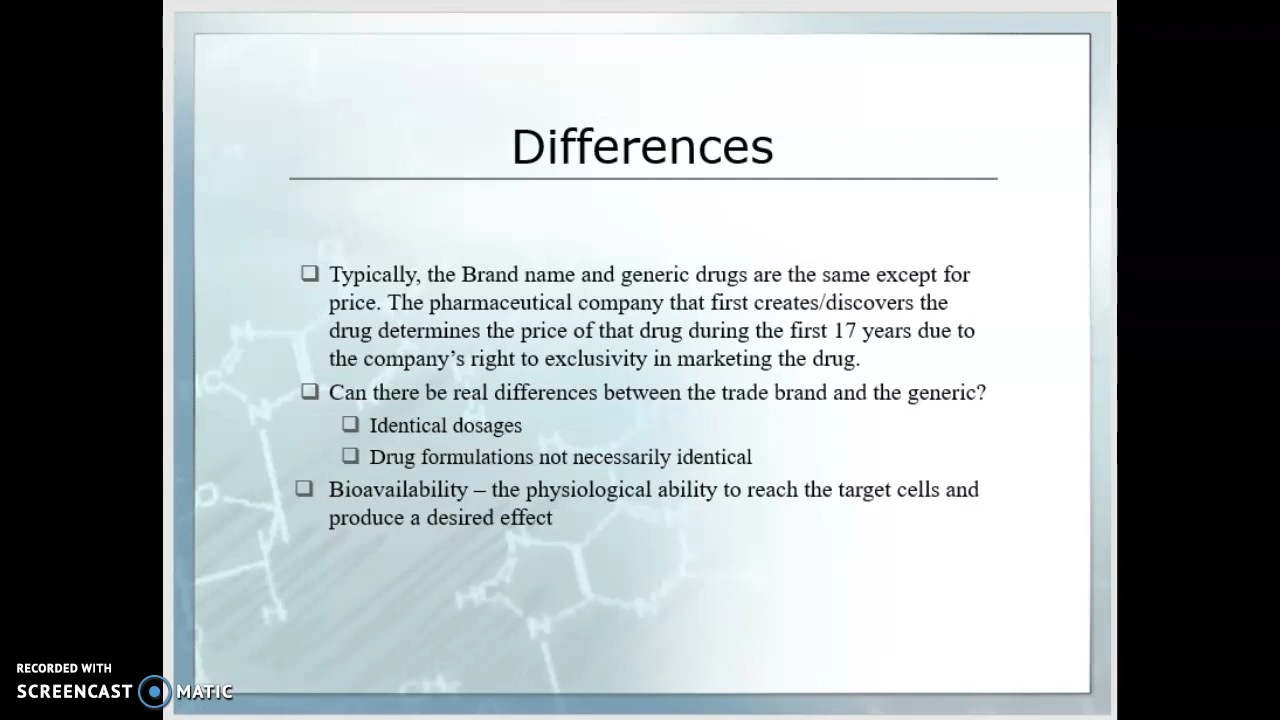 Differences
Typically, the Brand name and generic drugs are the same except for
price. The pharmaceutical company that first creates/discovers the
drug determines the price of that drug during the first 17 years due to
the company’s right to exclusivity in marketing the drug.
Can there be real differences between the trade brand and the generic?
Identical dosages
Drug formulations not necessarily identical
Bioavailability – the physiological ability to reach the target cells and
produce a desired effect
N
HC
N
N
O
N
N
HC
N
N
CH
RECORDED WITH
SCREENCAST MATIC